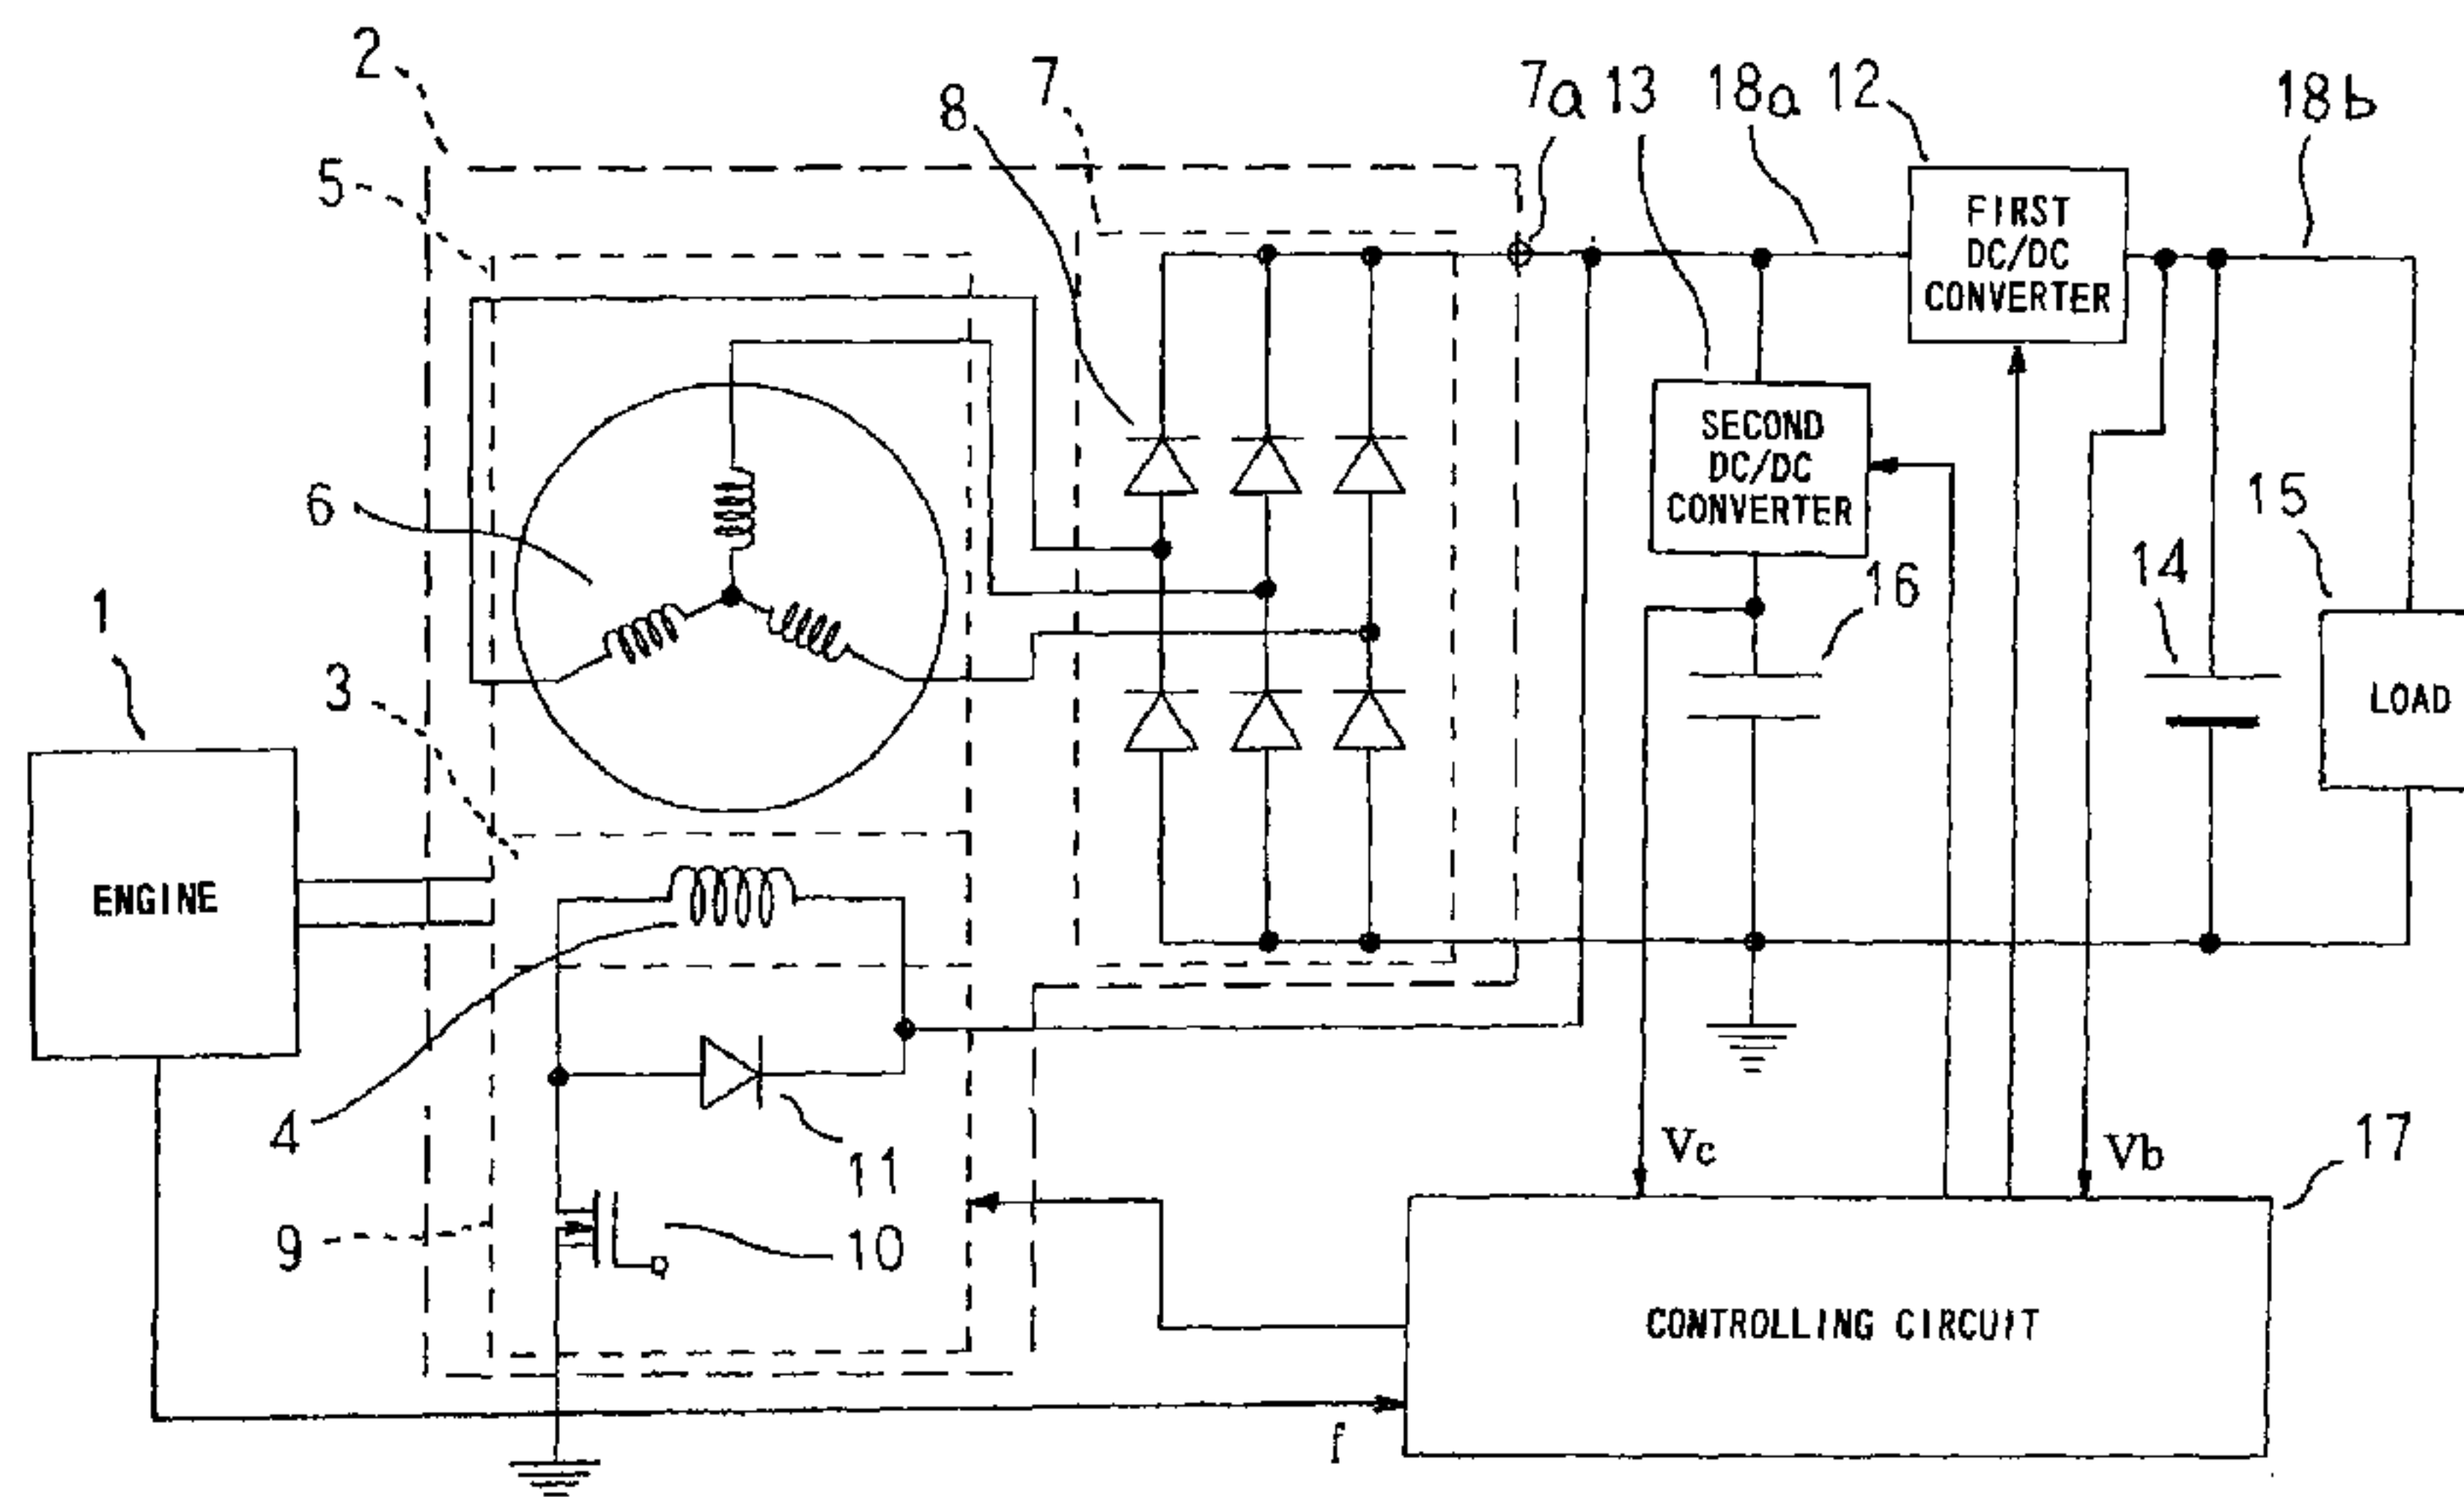 2
7
7a
13
18a
12
18b
8
5
FIRST
DC/DC
CONVERTER
SECOND
DC/DC
CONVERTER
15
6
14
16
1
3
LOAD
ENGINE
4
11
Vc
Vb
17
9
10
CONTROLLING CIRCUIT
f